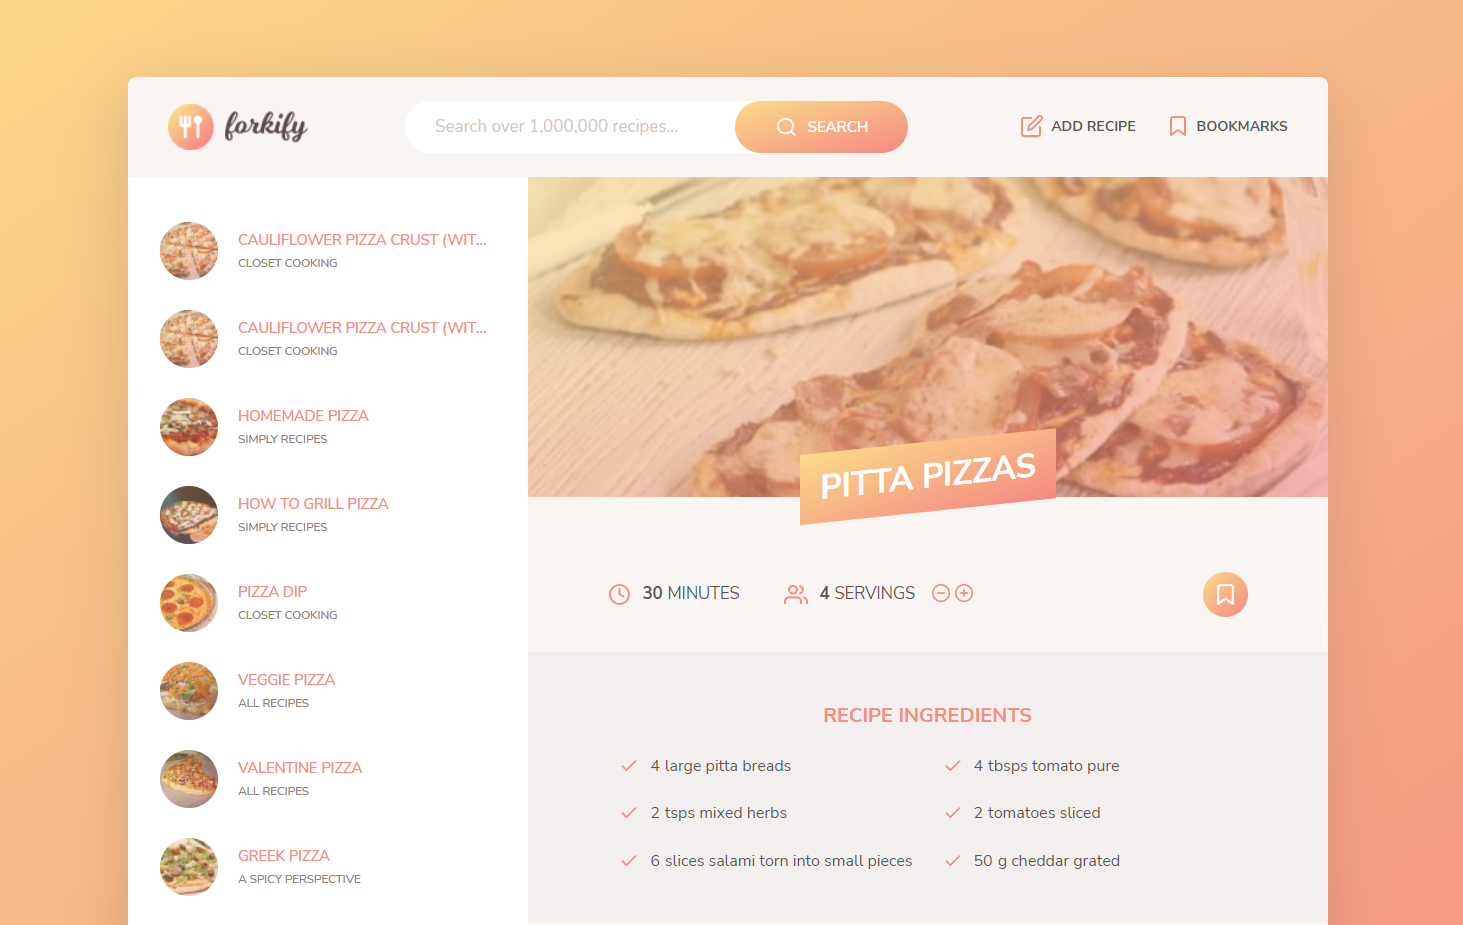 forkify
Search over 1,000,000 recipes...
SEARCH
ADD RECIPE
BOOKMARKS
CAULIFLOWER PIZZA CRUST (WIT...
CLOSET COOKING
CAULIFLOWER PIZZA CRUST (WIT...
CLOSET COOKING
HOMEMADE PIZZA
SIMPLY RECIPES
HOW TO GRILL PIZZA
SIMPLY RECIPES
PIZZA DIP
CLOSET COOKING
VEGGIE PIZZA
ALL RECIPES
VALENTINE PIZZA
ALL RECIPES
GREEK PIZZA
A SPICY PERSPECTIVE
PITTA PIZZAS
30 MINUTES
4 SERVINGS
RECIPE INGREDIENTS
4 large pitta breads
4 tbsps tomato pure
2 tsps mixed herbs
2 tomatoes sliced
6 slices salami torn into small pieces
50 g cheddar grated